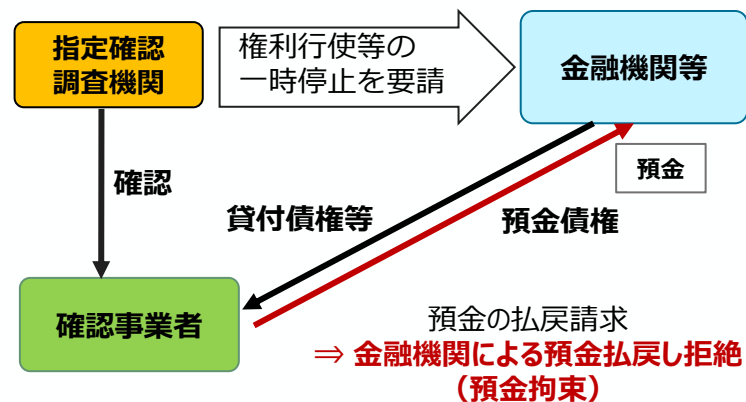 指定確認
調査機関
権利行使等の
一時停止を要請
金融機関等
確認
預金
貸付債権等
預金債権
確認事業者
預金の払戻請求
⇒ 金融機関による預金払戻し拒絶
（預金拘束）